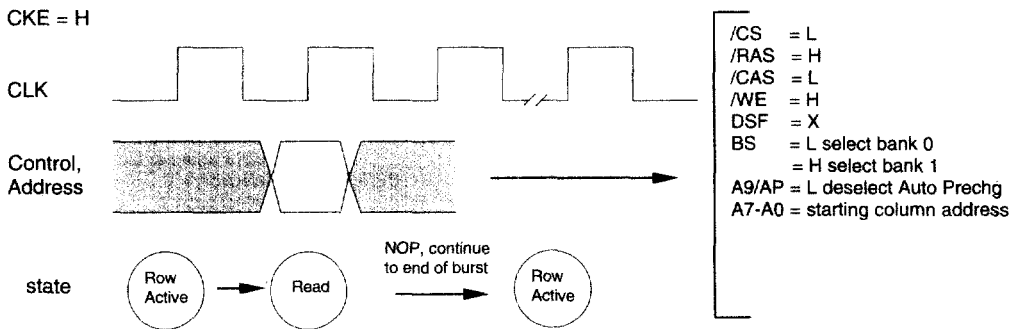 CKE = H
CLK
Control,
Address
state
Row
Active
Read
NOP, continue
to end of burst
Row
Active
/CS = L
/RAS = H
/CAS = L
/WE = H
DSF = X
BS = L select bank 0
= H select bank 1
A9/AP = L deselect Auto Prechg
A7-A0 = starting column address